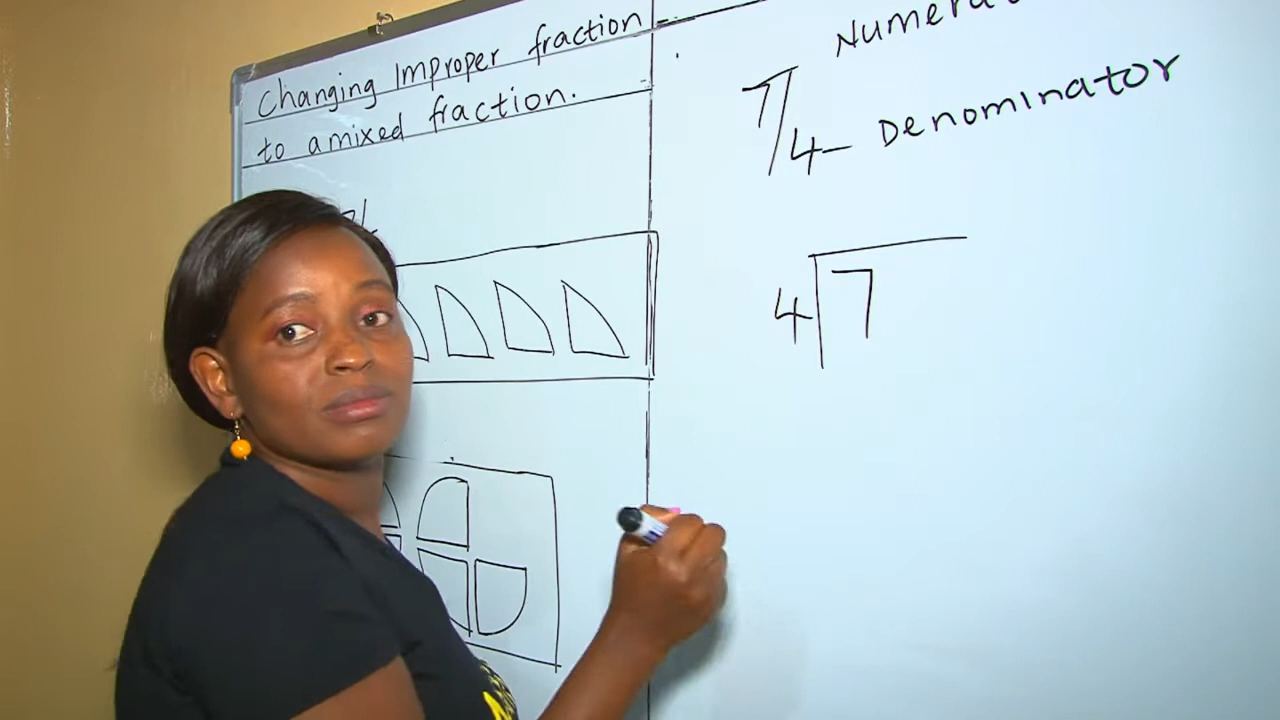 Changing Improper fraction
to a mixed fraction.
7/4 - Denominator
4 7